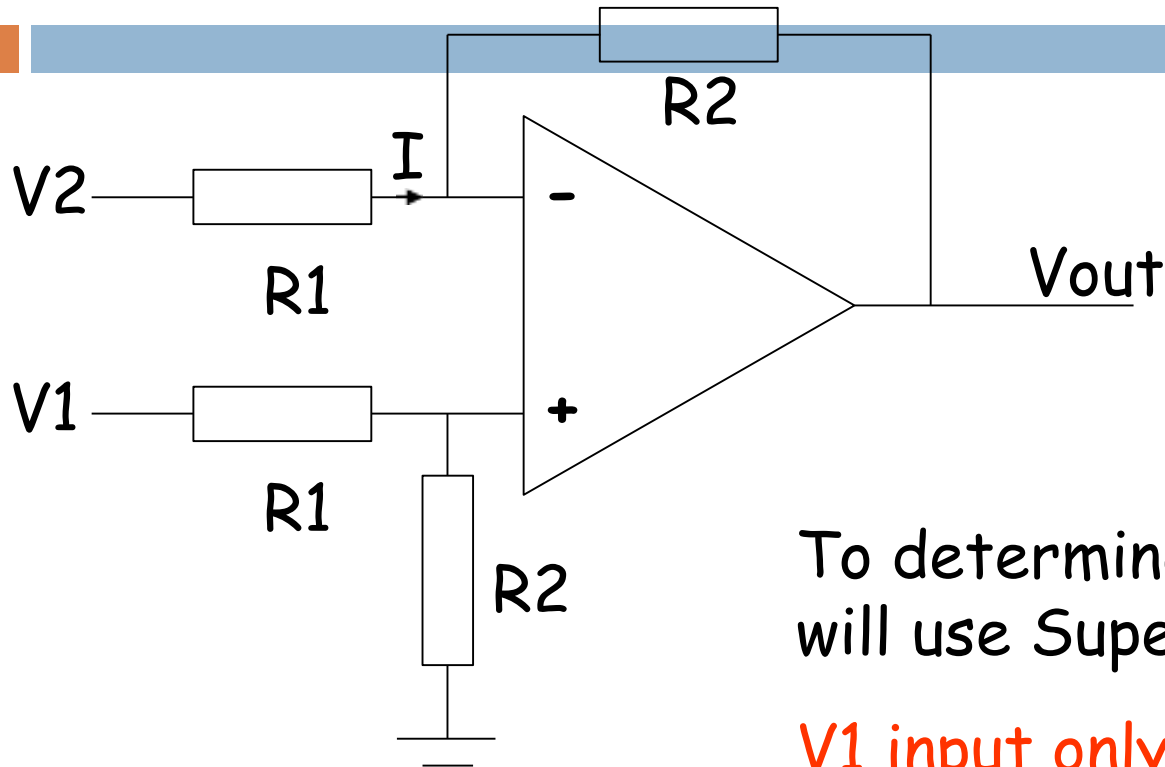 R2
I
V2
-
R1
Vout
V1
+
R1
R2
To determin
will use Supe
V1 input only